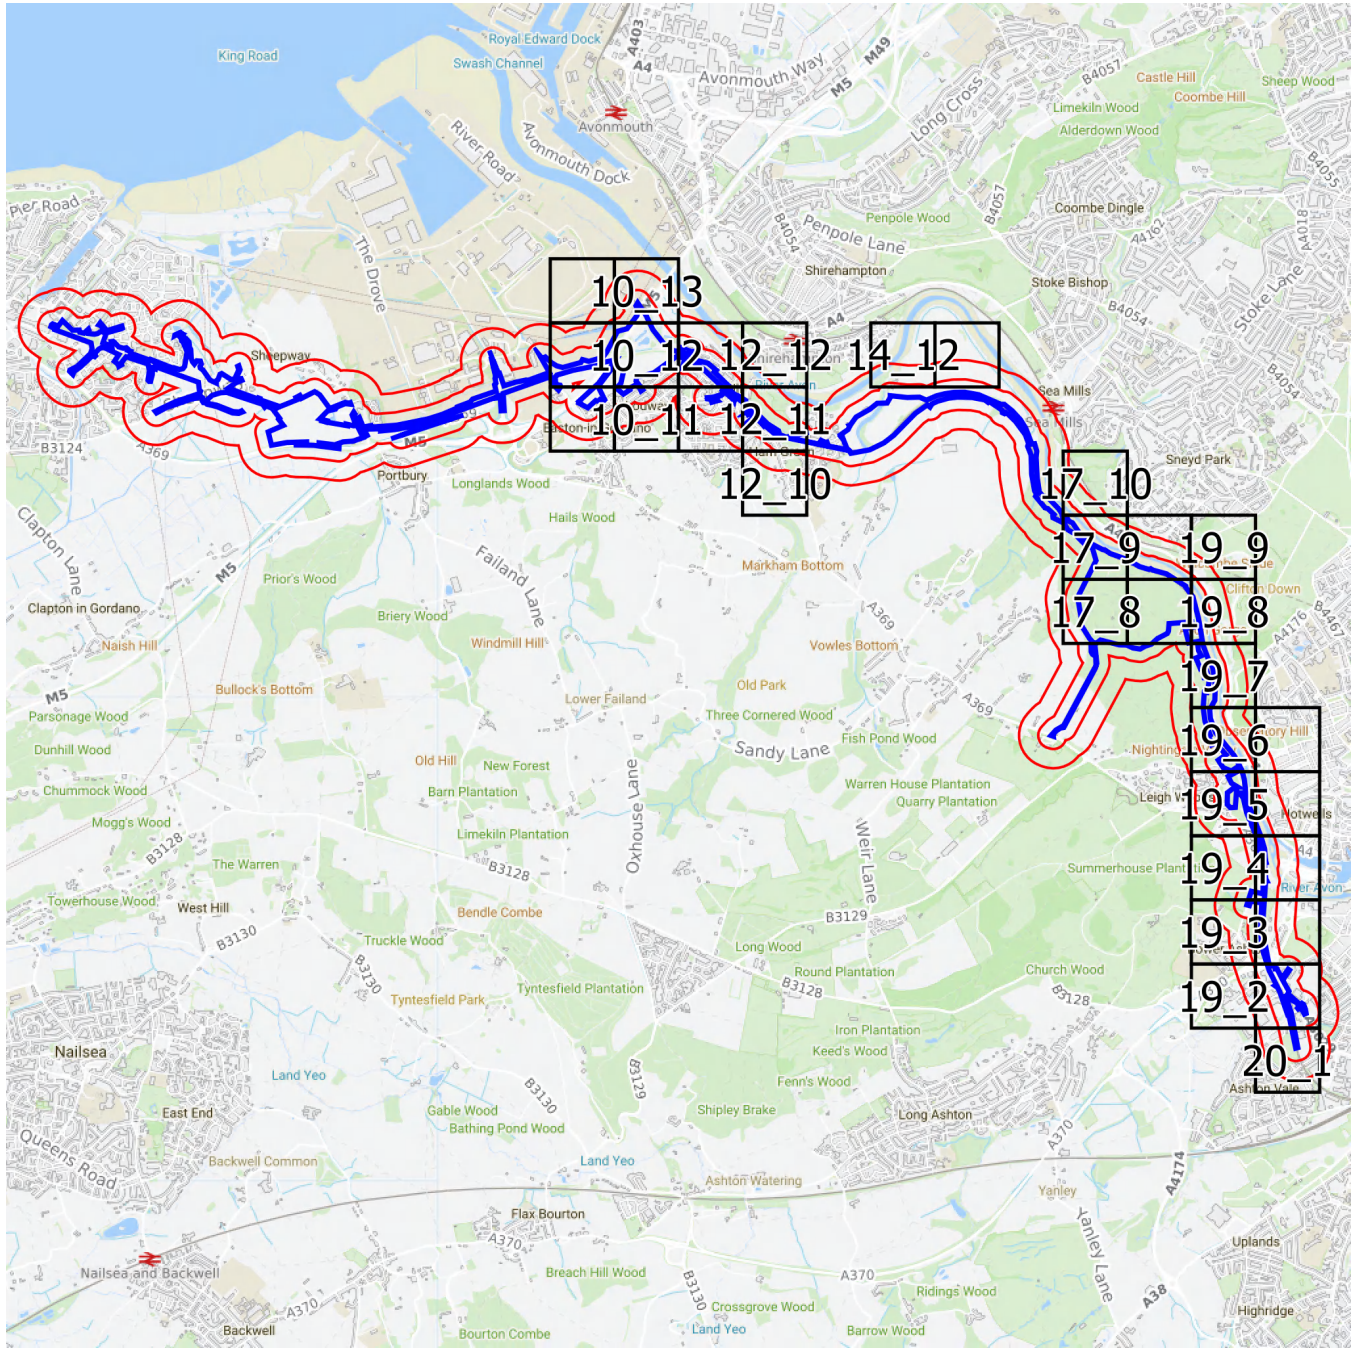 King Road
Royal Edward Dock
Swash Channel
A403
A4
Avonmouth Way
M49
M5
B4057
Castle Hill
Coombe Hill
Sheep Wood
Avonmouth
River Road
Avonmouth Dock
Long Cross
Limekiln Wood
Alderdown Wood
B4055
Pier Road
The Drove
B4054
Penpole Wood
Penpole Lane
B4057
Coombe Dingle
A4162
A4018
Shirehampton
Stoke Bishop
Stoke Lane
10_13
Sheepway
A4
B4054
10_12
12_12
14_12
River Avon
Sea Mills
Sea Mills
B4054
10_11
12_11
B3124
A369
M5
Portbury
Longlands Wood
12_10
17_10
Sneyd Park
Clapton Lane
Hails Wood
M5
Failand Lane
Markham Bottom
17_9
19_9
Prior's Wood
Clifton Down
Clapton in Gordano
Briery Wood
A369
17_8
19_8
A4176
B4467
Naish Hill
Windmill Hill
Vowles Bottom
M5
Bullock's Bottom
Old Park
19_7
Lower Failand
A369
Parsonage Wood
Three Cornered Wood
Dunhill Wood
Sandy Lane
Fish Pond Wood
19_6
Old Hill
New Forest
Chummock Wood
Barn Plantation
Oxhouse Lane
Warren House Plantation
Quarry Plantation
19_5
Hotwells
Mogg's Wood
B3128
Limekiln Plantation
Weir Lane
A4
The Warren
B3128
19_4
River Avon
Towerhouse Wood
West Hill
Bendle Combe
B3129
B3130
Truckle Wood
Long Wood
19_3
B3130
Round Plantation
Church Wood
Tyntesfield Park
Tyntesfield Plantation
B3128
B3128
19_2
Iron Plantation
Nailsea
Keed's Wood
20_1
Land Yeo
B3129
Fenn's Wood
Ashton Vale
East End
B3130
Gable Wood
Shipley Brake
Long Ashton
Bathing Pond Wood
A370
Queens Road
Backwell Common
Land Yeo
A4174
Ashton Watering
Yanley
Flax Bourton
Yanley Lane
A370
Uplands
Nailsea and Backwell
Breach Hill Wood
A370
B3130
Ridings Wood
A38
A370
Crossgrove Wood
Highridge
Backwell
Bourton Combe
Land Yeo
Barrow Wood